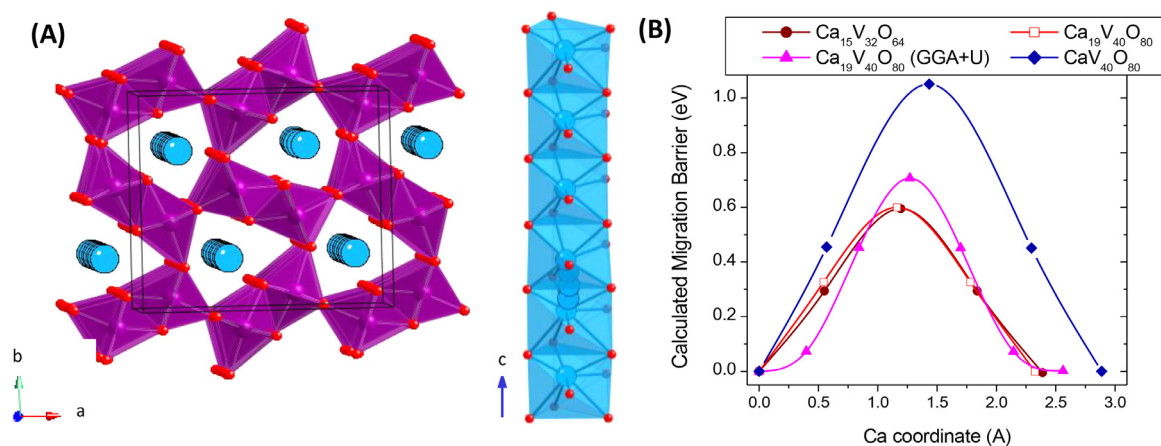 (A)
b
a
c
(B)
Ca₁₅V₃₂O₆₄
Ca₁₉V₄₀O₈₀
Ca₁₉V₄₀O₈₀ (GGA+U)
CaV₄₀O₈₀
Calculated Migration Barrier (eV)
1.0
0.8
0.6
0.4
0.2
0.0
0.0 0.5 1.0 1.5 2.0 2.5 3.0
Ca coordinate (A)